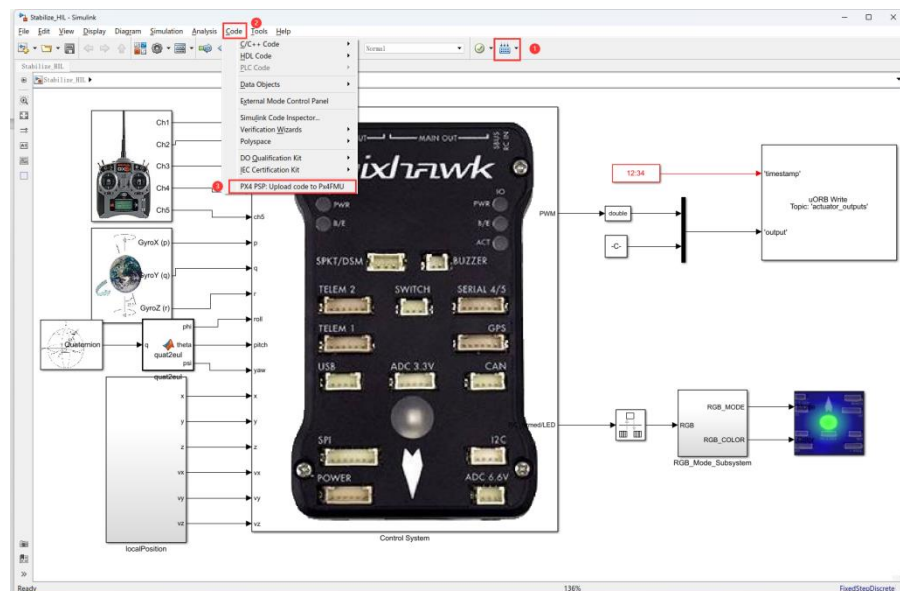 Stabilize_HIL - Simulink
File Edit View Display Diagram Simulation Analysis Code Tools Help
2
Normal
1
Stabilize_HIL
Stabilize_HIL
C/C++ Code
HDL Code
PLC Code
Data Objects
External Mode Control Panel
Simulink Code Inspector...
Verification Wizards
Polyspace
DO Qualification Kit
IEC Certification Kit
3 PX4 PSP: Upload code to Px4FMU
Ch1
Ch2
Ch3
Ch4
Ch5
ch5
GyroX (p)
GyroY (q)
GyroZ (r)
p
q
r
Quaternion
q
phi
theta
psi
quat2eul
quat2eul
roll
pitch
yaw
x
y
z
vx
vy
vz
x
y
z
vx
vy
vz
localPosition
MAIN OUT
SBUS
RC IN
ixhawk
IO
PWR
PWR
B/E
B/E
ACT
SPKT/DSM
BUZZER
TELEM 2
SWITCH
SERIAL 4/5
TELEM 1
GPS
USB
ADC 3.3V
CAN
SPI
I2C
POWER
ADC 6.6V
PWM
med/LED
Control System
12:34
double
-C-
'timestamp'
'output'
uORB Write
Topic: 'actuator_outputs'
RGB
RGB_MODE
RGB_COLOR
RGB_Mode_Subsystem
Ready
136%
FixedStepDiscrete